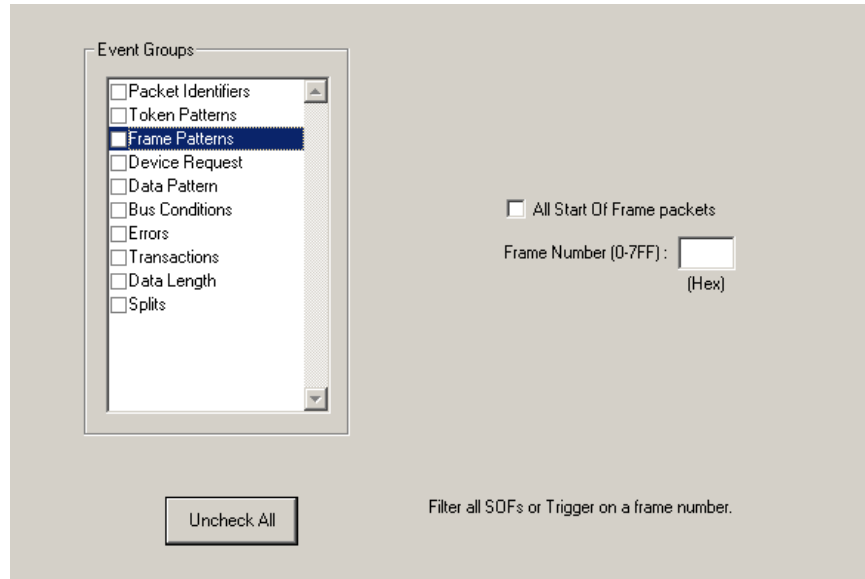 Event Groups
Packet Identifiers
Token Patterns
Frame Patterns
Device Request
Data Pattern
Bus Conditions
Errors
Transactions
Data Length
Splits
All Start Of Frame packets
Frame Number (0-7FF) :
(Hex)
Uncheck All
Filter all SOFs or Trigger on a frame number.